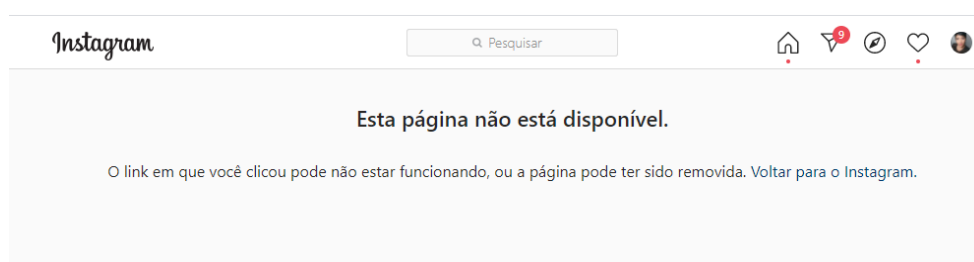 Instagram
Pesquisar
9
Esta página não está disponível.
O link em que você clicou pode não estar funcionando, ou a página pode ter sido removida. Voltar para o Instagram.